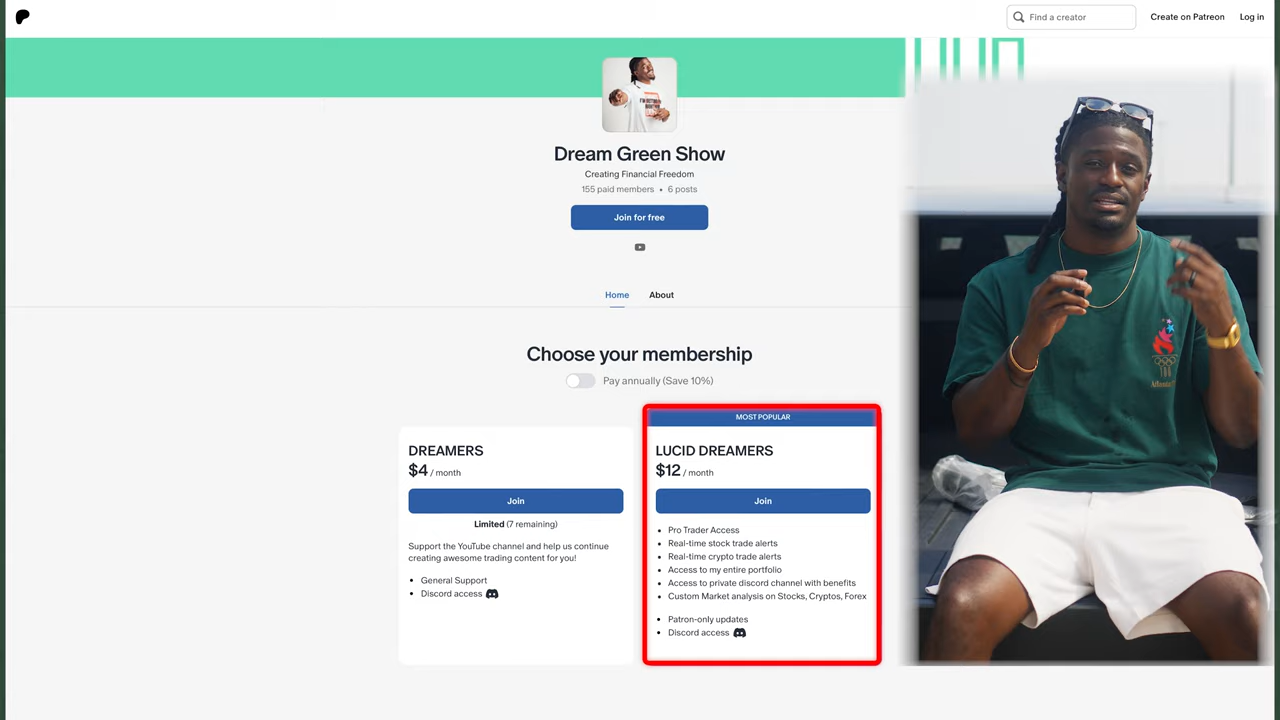 Find a creator
Create on Patreon
Log in
Dream Green Show
Creating Financial Freedom
155 paid members • 6 posts
Join for free
Home
About
Choose your membership
Pay annually (Save 10%)
DREAMERS
$4 / month
Join
Limited (7 remaining)
Support the YouTube channel and help us continue
creating awesome trading content for you!
• General Support
• Discord access
MOST POPULAR
LUCID DREAMERS
$12 / month
Join
• Pro Trader Access
• Real-time stock trade alerts
• Real-time crypto trade alerts
• Access to my entire portfolio
• Access to private discord channel with benefits
• Custom Market analysis on Stocks, Cryptos, Forex
• Patron-only updates
• Discord access
Atlanta